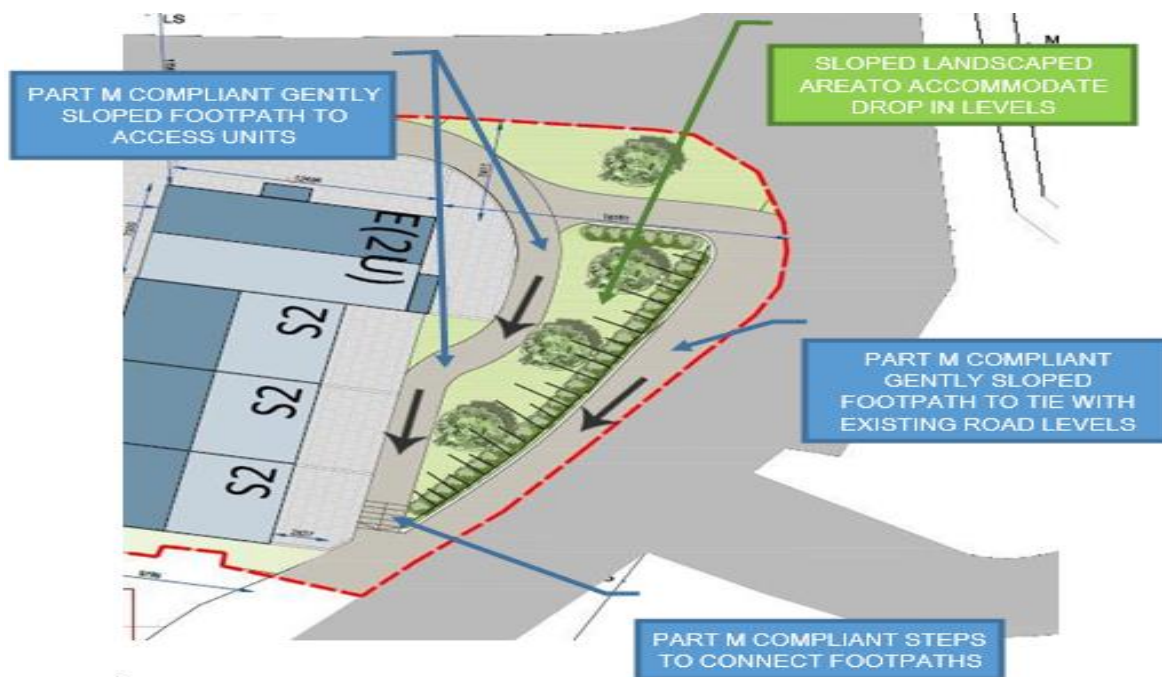 LS
M
PART M COMPLIANT GENTLY
SLOPED FOOTPATH TO
ACCESS UNITS
SLOPED LANDSCAPED
AREATO ACCOMMODATE
DROP IN LEVELS
E(2U)
S2
S2
S2
PART M COMPLIANT
GENTLY SLOPED
FOOTPATH TO TIE WITH
EXISTING ROAD LEVELS
PART M COMPLIANT STEPS
TO CONNECT FOOTPATHS